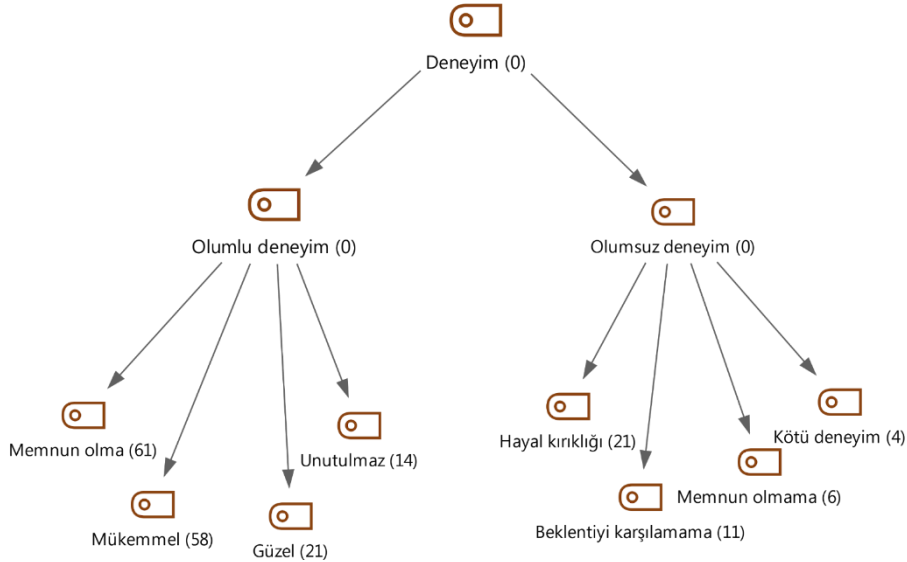 Deneyim (0)
Olumlu deneyim (0)
Olumsuz deneyim (0)
Memnun olma (61)
Mükemmel (58)
Güzel (21)
Unutulmaz (14)
Hayal kırıklığı (21)
Beklentiyi karşılamama (11)
Memnun olmama (6)
Kötü deneyim (4)